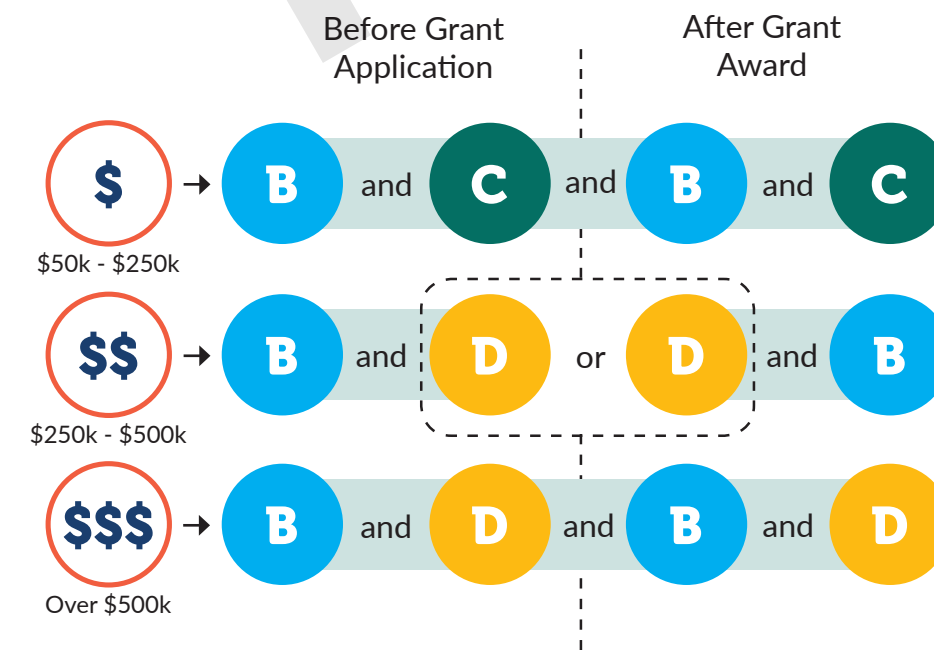 Before Grant
Application
After Grant
Award
$ B and C and B and C
$50k - $250k
$$ B and D or D and B
$250k - $500k
$$$ B and D and B and D
Over $500k